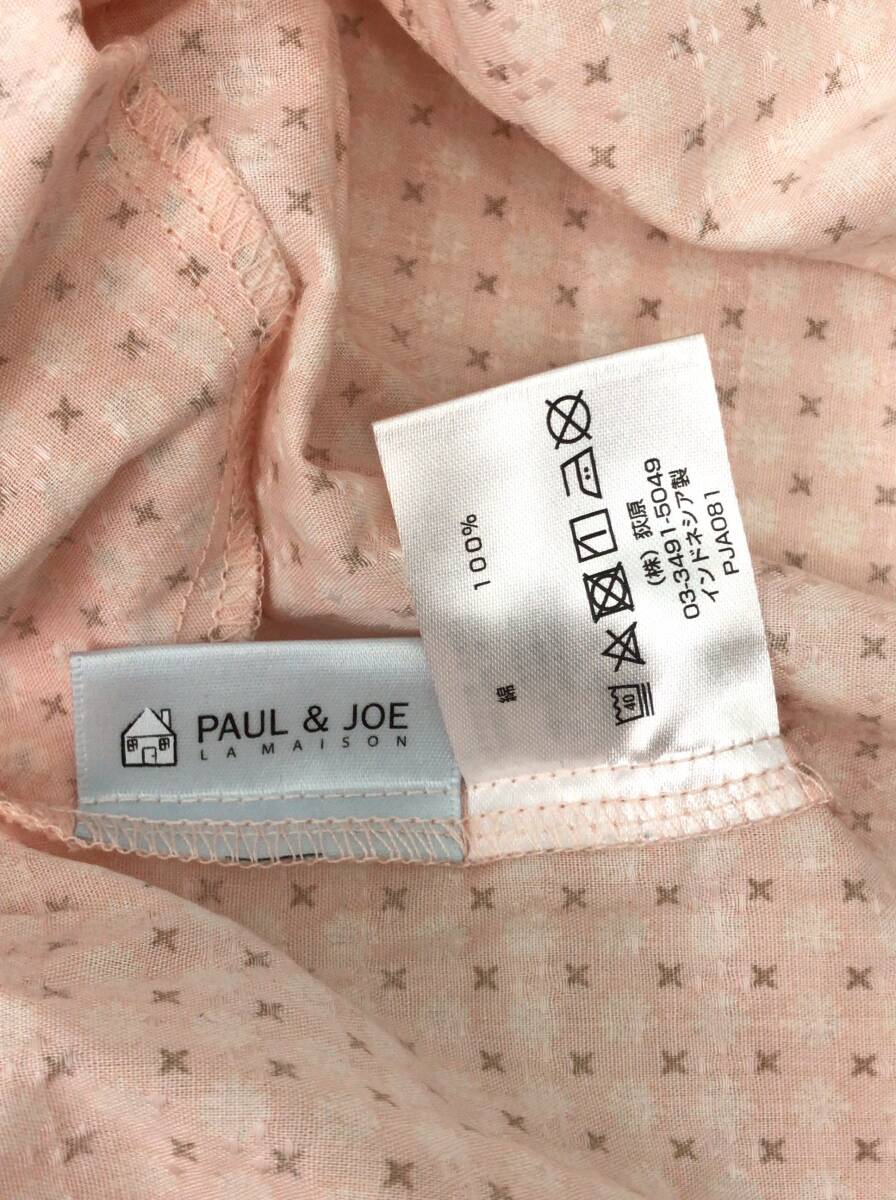 PAUL & JOE
LA MAISON
綿 100%
40
(株) 荻原
03-3491-5049
インドネシア製
PJA081